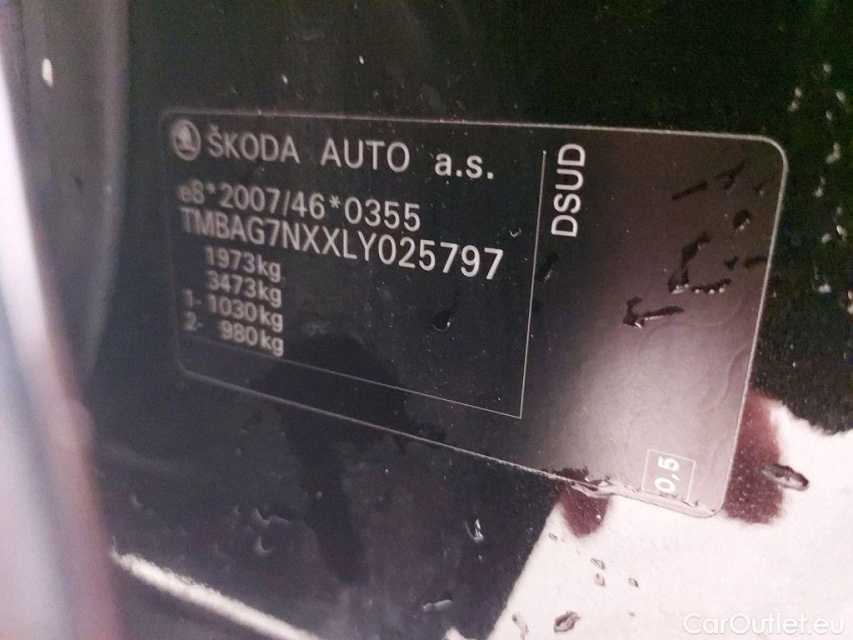 ŠKODA AUTO a.s.
e8*2007/46*0355
TMBAG7NXXLY025797
1973kg
3473kg
1- 1030kg
2- 980kg
DSUD
0,5
CarOutlet.eu